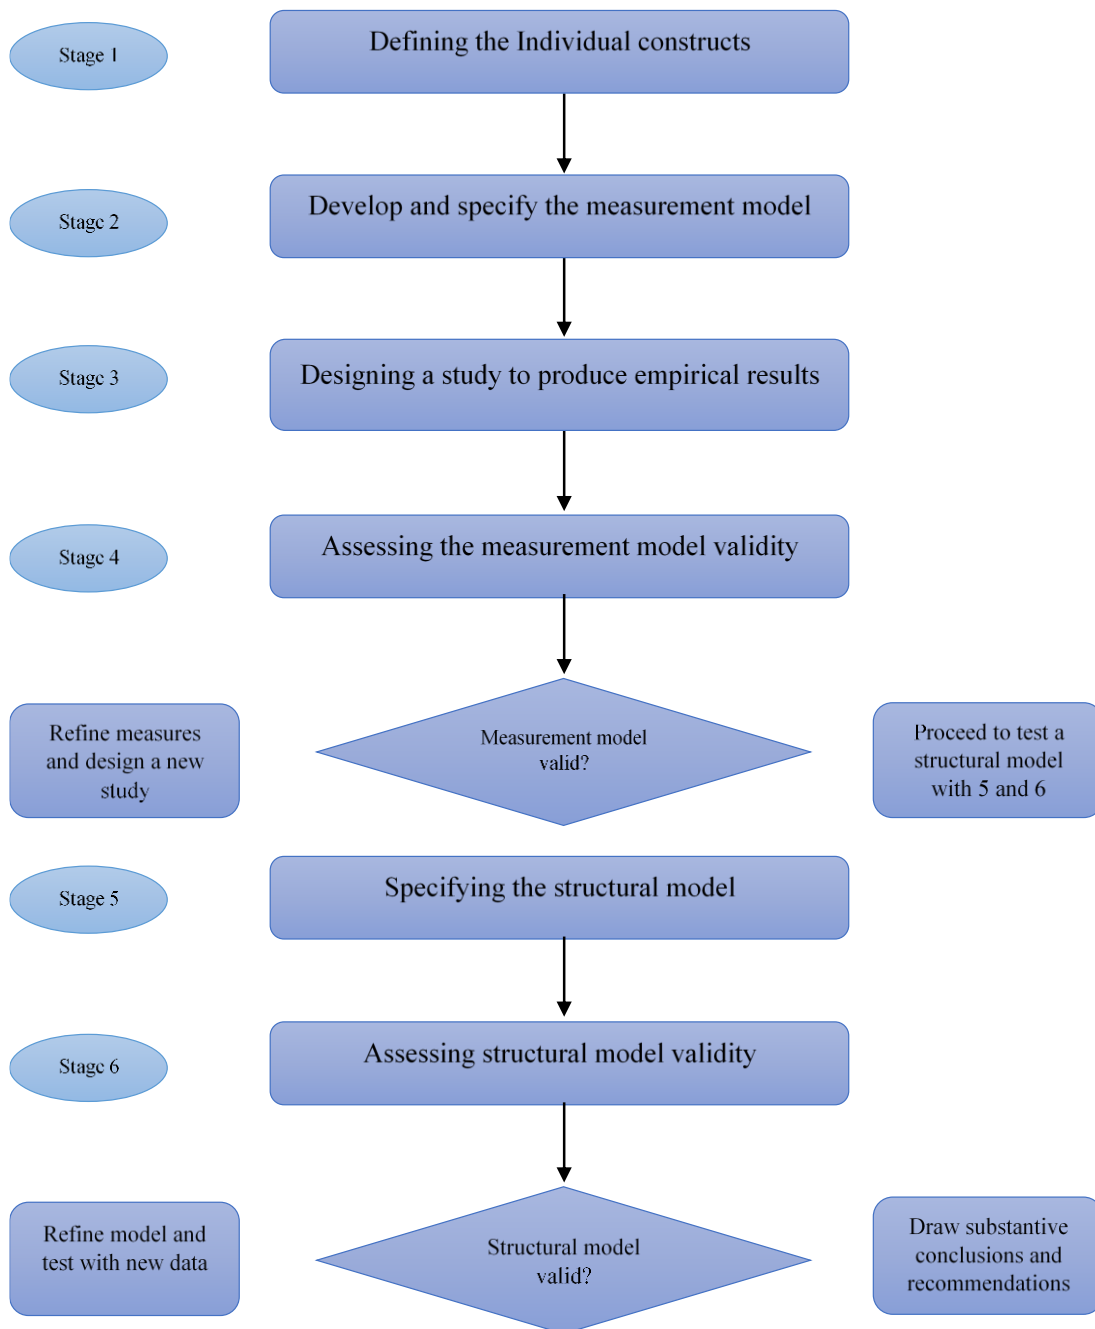 Stage 1
Defining the Individual constructs
Stage 2
Develop and specify the measurement model
Stage 3
Designing a study to produce empirical results
Stage 4
Assessing the measurement model validity
Refine measures
and design a new
study
Measurement model
valid?
Proceed to test a
structural model
with 5 and 6
Stage 5
Specifying the structural model
Stage 6
Assessing structural model validity
Refine model and
test with new data
Structural model
valid?
Draw substantive
conclusions and
recommendations